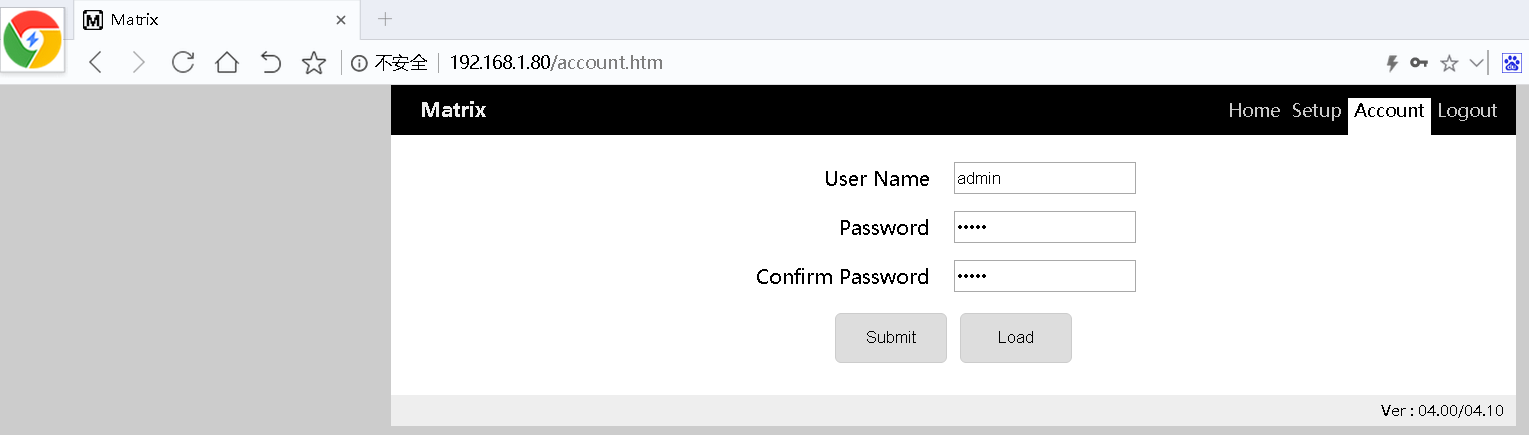 Matrix
不安全 192.168.1.80/account.htm
Matrix Home Setup Account Logout
User Name admin
Password •••••
Confirm Password •••••
Submit Load
Ver : 04.00/04.10